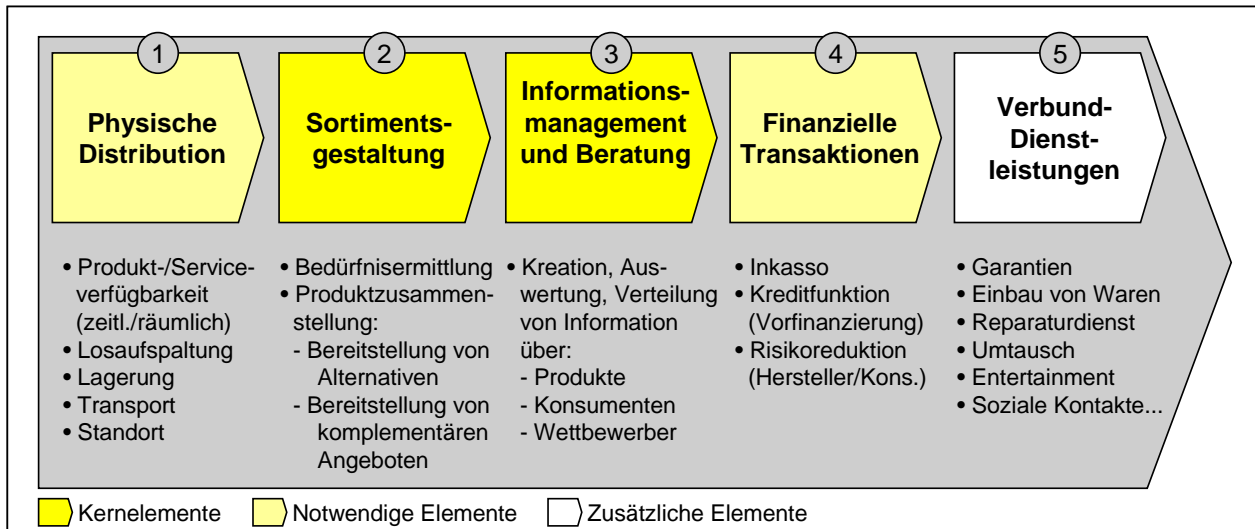 1
Physische
Distribution
• Produkt-/Service-
verfügbarkeit
(zeitl./räumlich)
• Losaufspaltung
• Lagerung
• Transport
• Standort
2
Sortiments-
gestaltung
• Bedürfnisermittlung
• Produktzusammen-
stellung:
- Bereitstellung von
Alternativen
- Bereitstellung von
komplementären
Angeboten
3
Informations-
management
und Beratung
• Kreation, Aus-
wertung, Verteilung
von Information
über:
- Produkte
- Konsumenten
- Wettbewerber
4
Finanzielle
Transaktionen
• Inkasso
• Kreditfunktion
(Vorfinanzierung)
• Risikoreduktion
(Hersteller/Kons.)
5
Verbund-
Dienst-
leistungen
• Garantien
• Einbau von Waren
• Reparaturdienst
• Umtausch
• Entertainment
• Soziale Kontakte...
Kernelemente
Notwendige Elemente
Zusätzliche Elemente